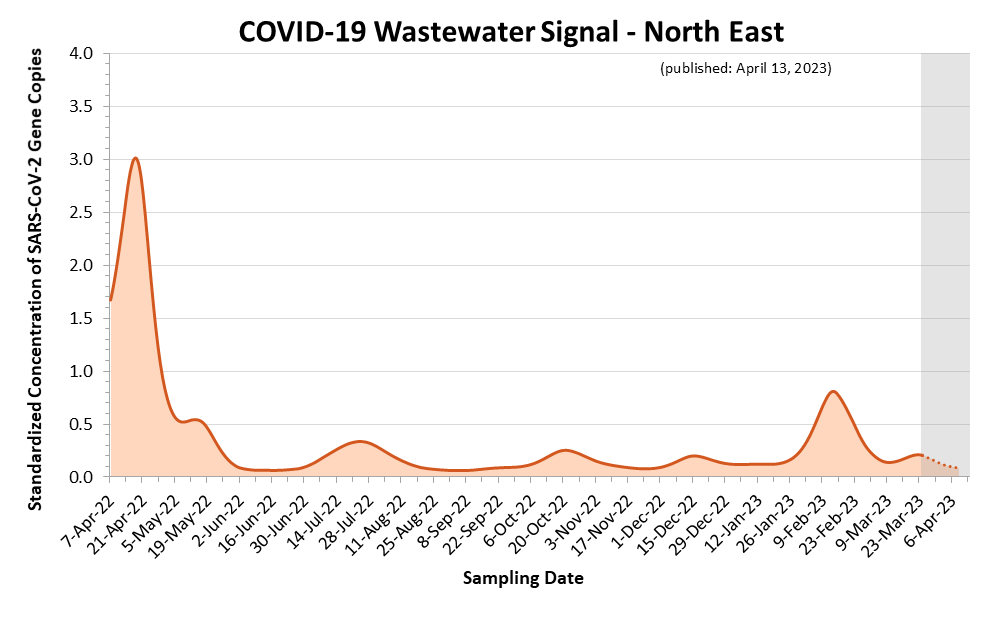 COVID-19 Wastewater Signal - North East
(published: April 13, 2023)
Standardized Concentration of SARS-CoV-2 Gene Copies
4.0
3.5
3.0
2.5
2.0
1.5
1.0
0.5
0.0
7-Apr-22
21-Apr-22
5-May-22
19-May-22
2-Jun-22
16-Jun-22
30-Jun-22
14-Jul-22
28-Jul-22
11-Aug-22
25-Aug-22
8-Sep-22
22-Sep-22
6-Oct-22
20-Oct-22
3-Nov-22
17-Nov-22
1-Dec-22
15-Dec-22
29-Dec-22
12-Jan-23
26-Jan-23
9-Feb-23
23-Feb-23
9-Mar-23
23-Mar-23
6-Apr-23
Sampling Date